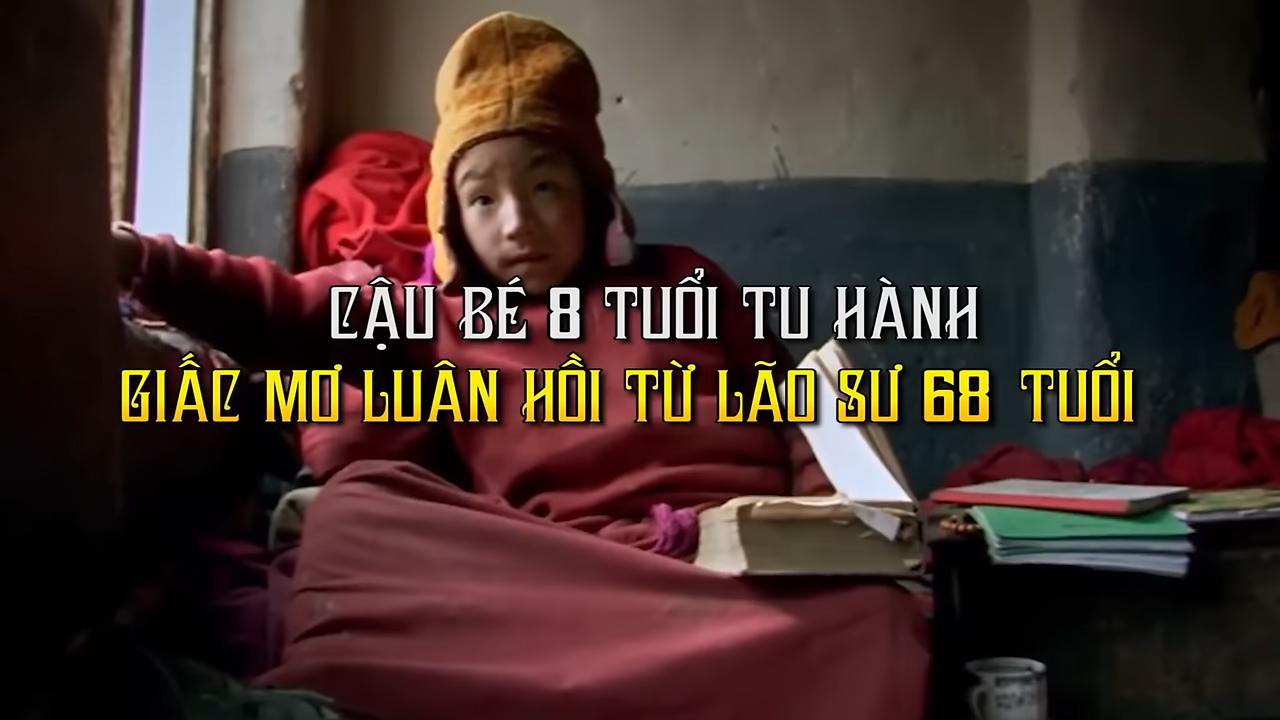 CẬU BÉ 8 TUỔI TU HÀNH
GIẤC MƠ LUÂN HỒI TỪ LÃO SƯ 68 TUỔI